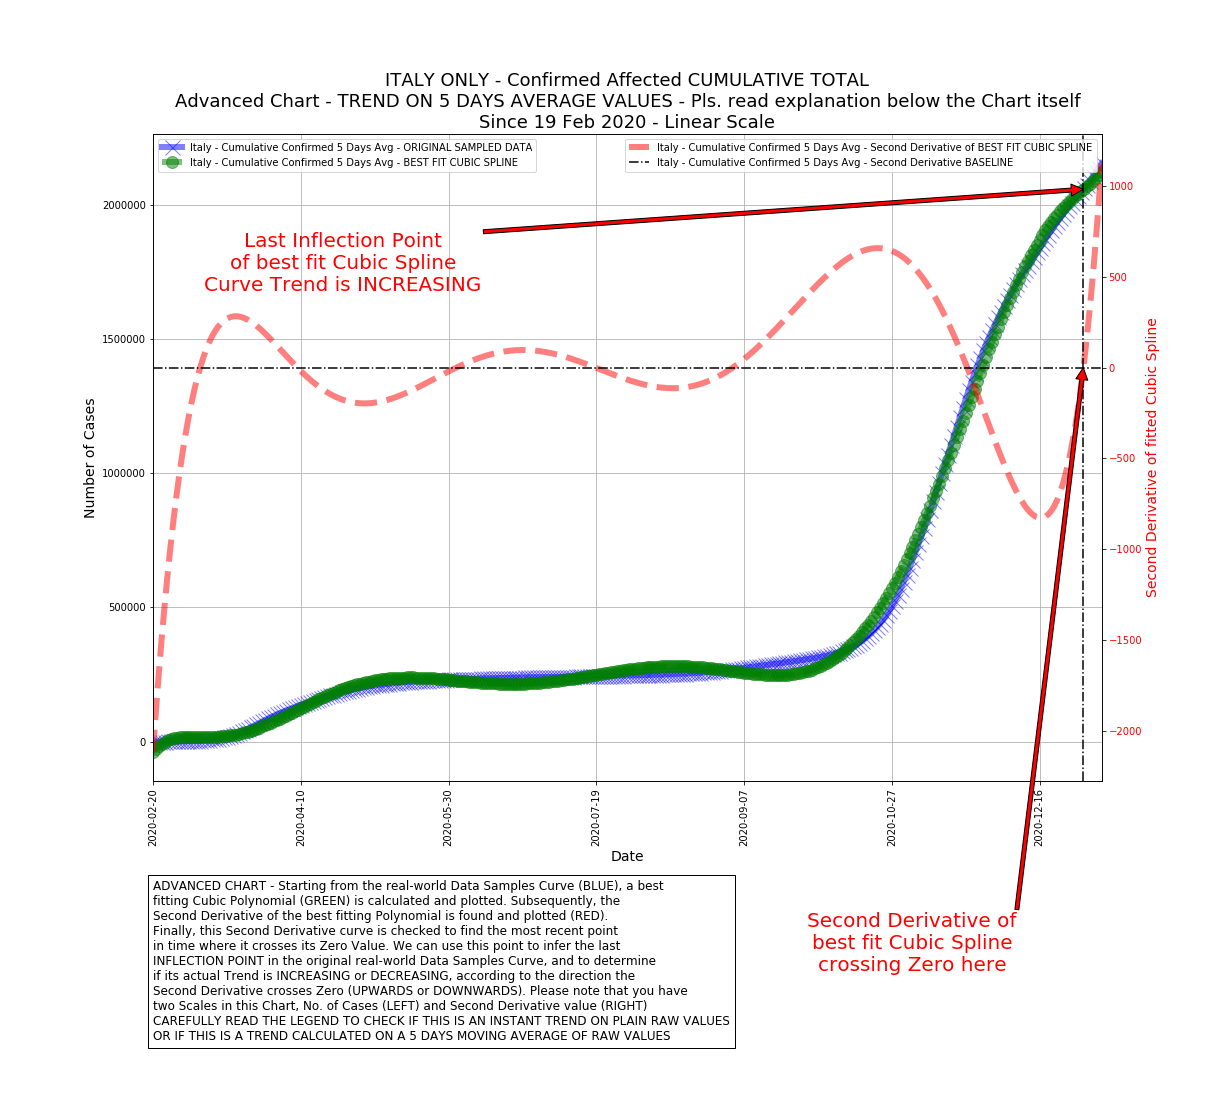 ITALY ONLY - Confirmed Affected CUMULATIVE TOTAL
Advanced Chart - TREND ON 5 DAYS AVERAGE VALUES - Pls. read explanation below the Chart itself
Since 19 Feb 2020 - Linear Scale
Italy - Cumulative Confirmed 5 Days Avg - ORIGINAL SAMPLED DATA
Italy - Cumulative Confirmed 5 Days Avg - BEST FIT CUBIC SPLINE
Italy - Cumulative Confirmed 5 Days Avg - Second Derivative of BEST FIT CUBIC SPLINE
Italy - Cumulative Confirmed 5 Days Avg - Second Derivative BASELINE
Last Inflection Point
of best fit Cubic Spline
Curve Trend is INCREASING
Number of Cases
2000000
1500000
1000000
500000
0
1000
500
0
−500
−1000
−1500
−2000
Second Derivative of fitted Cubic Spline
2020-02-20
2020-04-10
2020-05-30
2020-07-19
2020-09-07
2020-10-27
2020-12-16
Date
Second Derivative of
best fit Cubic Spline
crossing Zero here
ADVANCED CHART - Starting from the real-world Data Samples Curve (BLUE), a best
fitting Cubic Polynomial (GREEN) is calculated and plotted. Subsequently, the
Second Derivative of the best fitting Polynomial is found and plotted (RED).
Finally, this Second Derivative curve is checked to find the most recent point
in time where it crosses its Zero Value. We can use this point to infer the last
INFLECTION POINT in the original real-world Data Samples Curve, and to determine
if its actual Trend is INCREASING or DECREASING, according to the direction the
Second Derivative crosses Zero (UPWARDS or DOWNWARDS). Please note that you have
two Scales in this Chart, No. of Cases (LEFT) and Second Derivative value (RIGHT)
CAREFULLY READ THE LEGEND TO CHECK IF THIS IS AN INSTANT TREND ON PLAIN RAW VALUES
OR IF THIS IS A TREND CALCULATED ON A 5 DAYS MOVING AVERAGE OF RAW VALUES